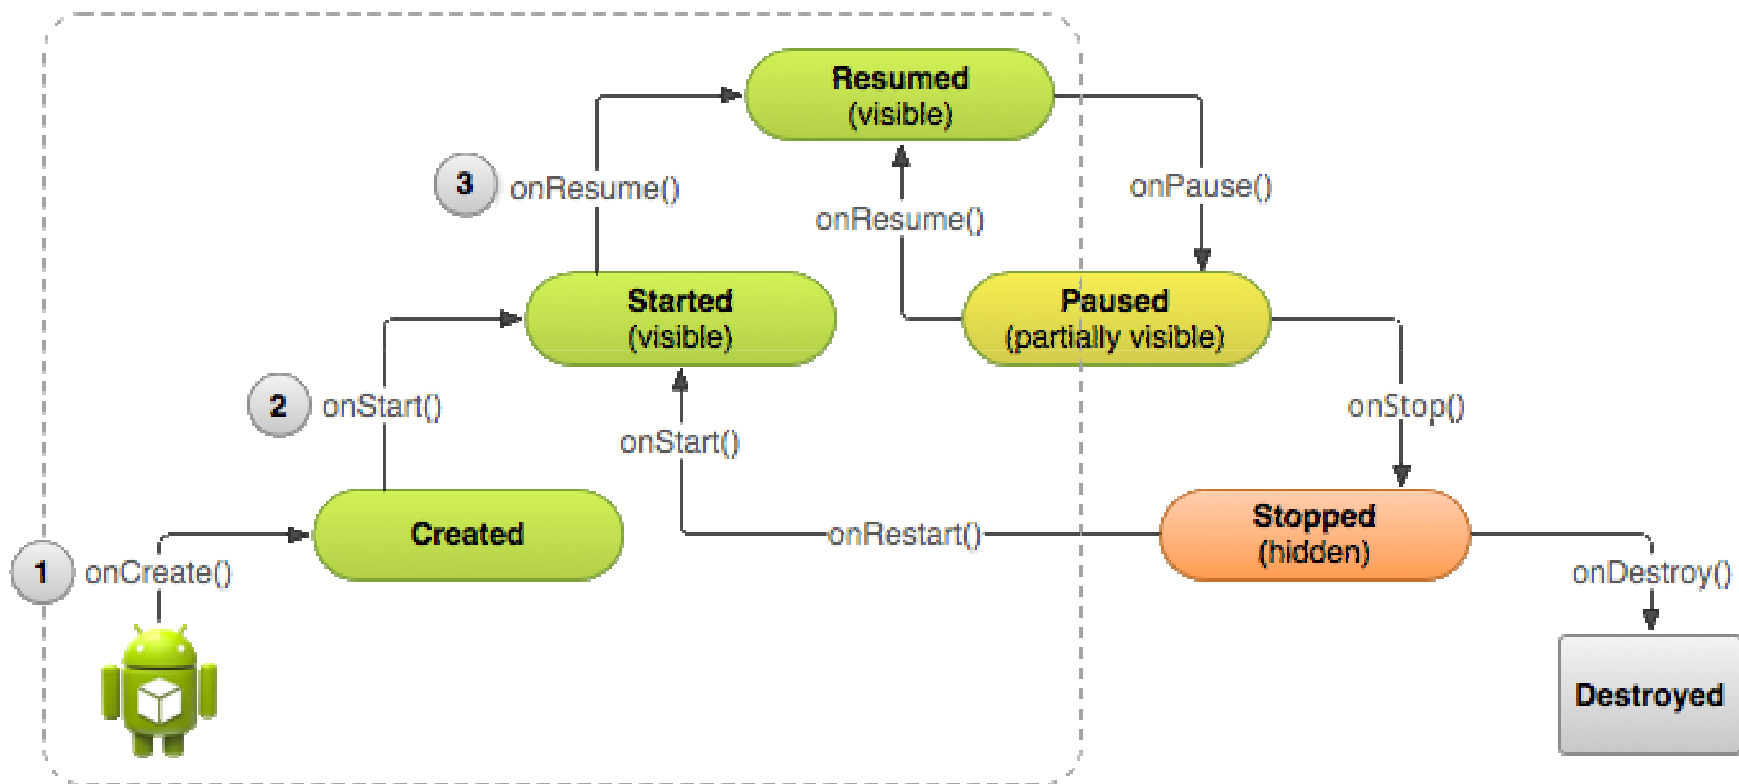 Resumed
(visible)
3
onResume()
onPause()
onResume()
Started
(visible)
Paused
(partially visible)
2
onStart()
onStop()
onStart()
Created
onRestart()
Stopped
(hidden)
1
onCreate()
onDestroy()
Destroyed